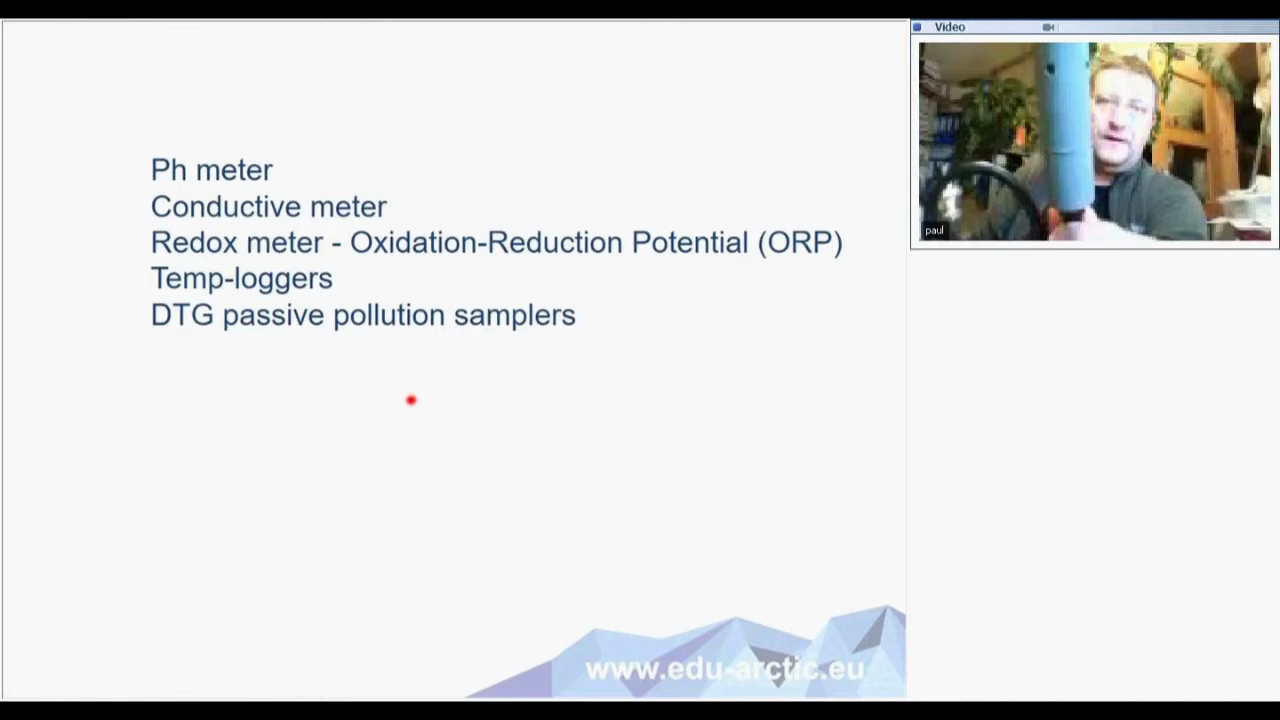 Video
paul
Ph meter
Conductive meter
Redox meter - Oxidation-Reduction Potential (ORP)
Temp-loggers
DTG passive pollution samplers
www.edu-arctic.eu